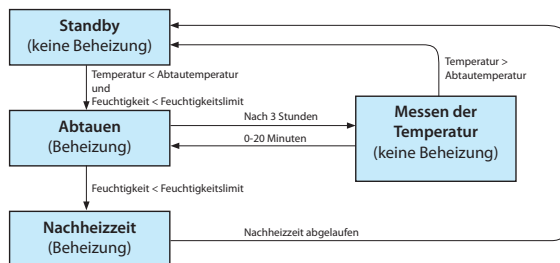 Standby
(keine Beheizung)
Temperatur >
Abtautemperatur
Temperatur < Abtautemperatur
und
Feuchtigkeit < Feuchtigkeitslimit
Abtauen
(Beheizung)
Nach 3 Stunden
0-20 Minuten
Messen der
Temperatur
(keine Beheizung)
Feuchtigkeit < Feuchtigkeitslimit
Nachheizzeit
(Beheizung)
Nachheizzeit abgelaufen